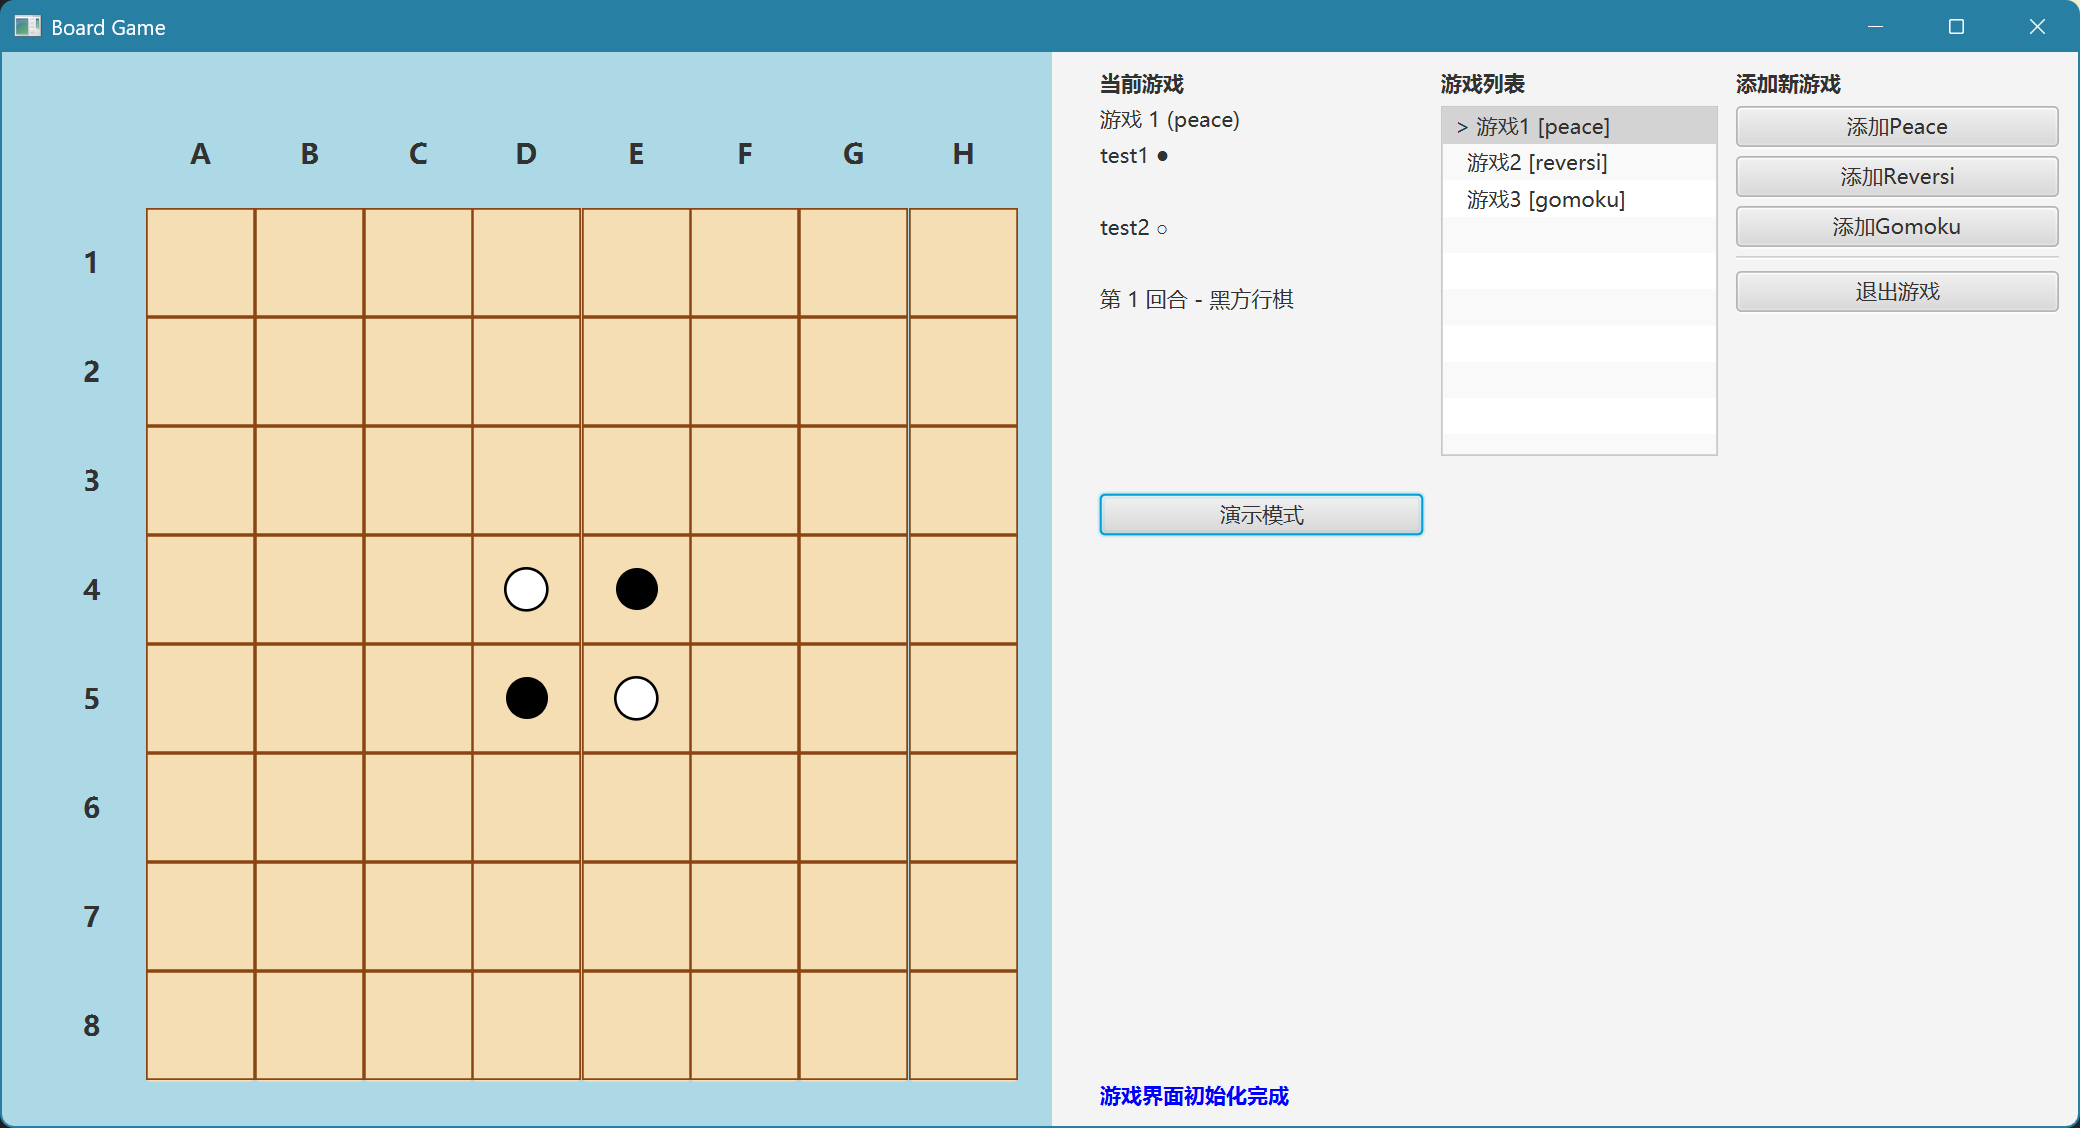 Board Game
A B C D E F G H
1
2
3
4
5
6
7
8
当前游戏
游戏 1 (peace)
test1 ●
test2 ○
第 1 回合 - 黑方行棋
演示模式
游戏列表
> 游戏1 [peace]
游戏2 [reversi]
游戏3 [gomoku]
添加新游戏
添加Peace
添加Reversi
添加Gomoku
退出游戏
游戏界面初始化完成